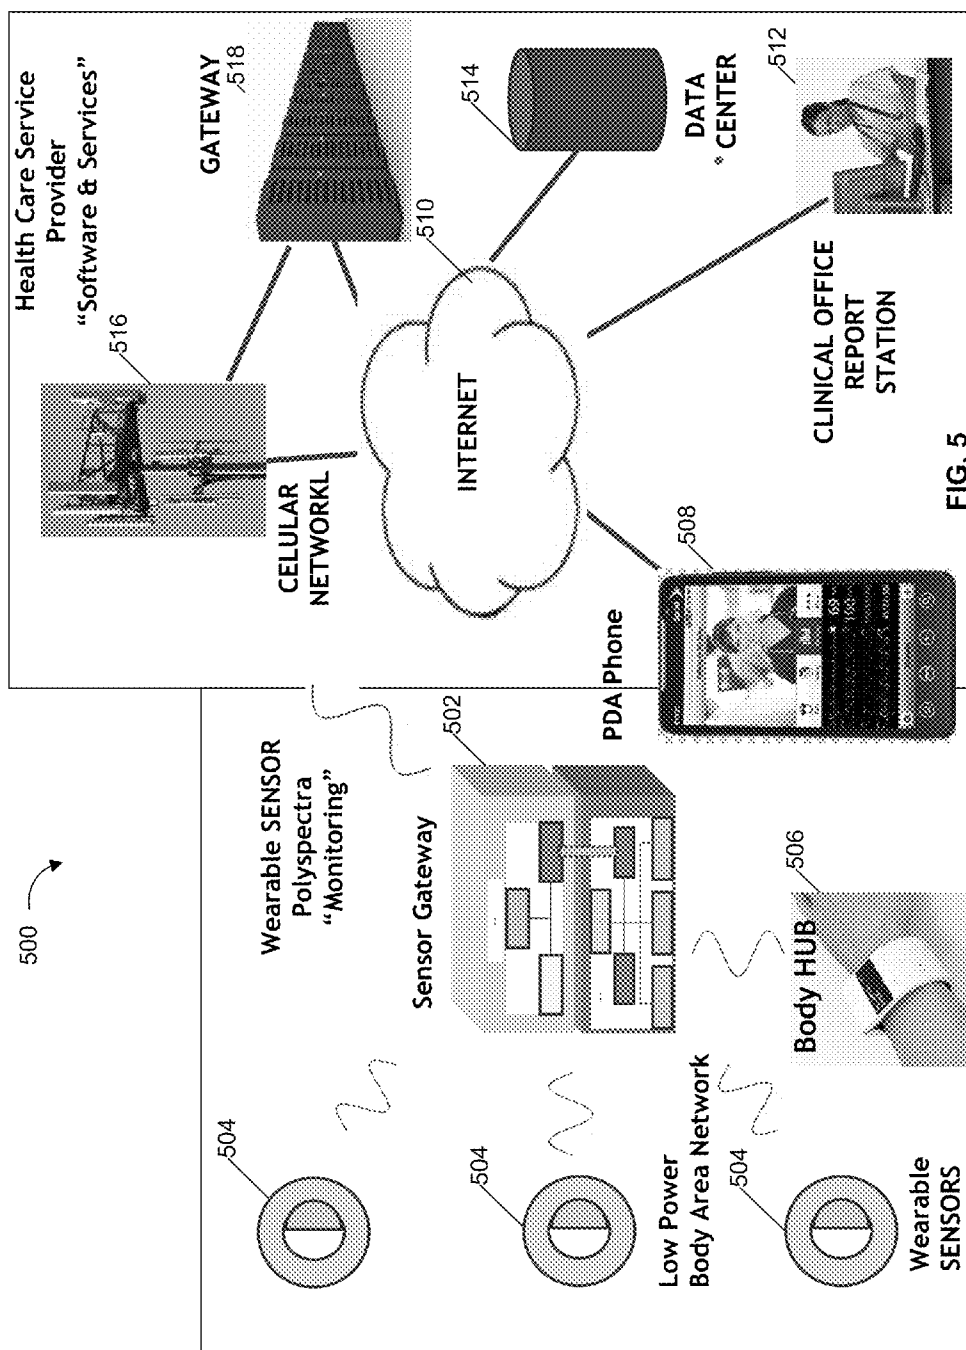 500
Wearable SENSOR
Polyspectra
“Monitoring”
Sensor Gateway
502
504
504
504
Low Power
Body Area Network
Wearable
SENSORS
Body HUB
506
Health Care Service
Provider
“Software & Services”
516
CELULAR
NETWORKL
GATEWAY
518
INTERNET
510
514
DATA
CENTER
512
CLINICAL OFFICE
REPORT
STATION
PDA Phone
508
FIG. 5